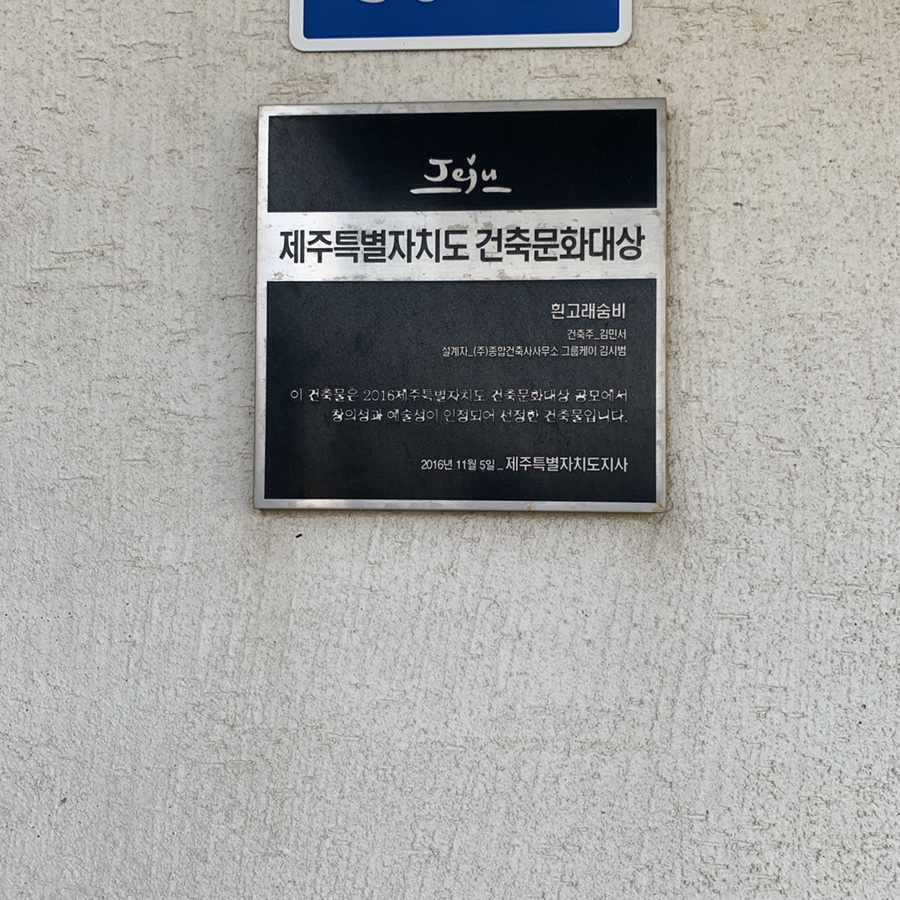 Jeju
제주특별자치도 건축문화대상
흰고래숨비
건축주_김민서
설계자_(주)종합건축사사무소 그룹케이 김시범
이 건축물은 2016제주특별자치도 건축문화대상 공모에서
창의성과 예술성이 인정되어 선정한 건축물입니다.
2016년 11월 5일 _ 제주특별자치도지사